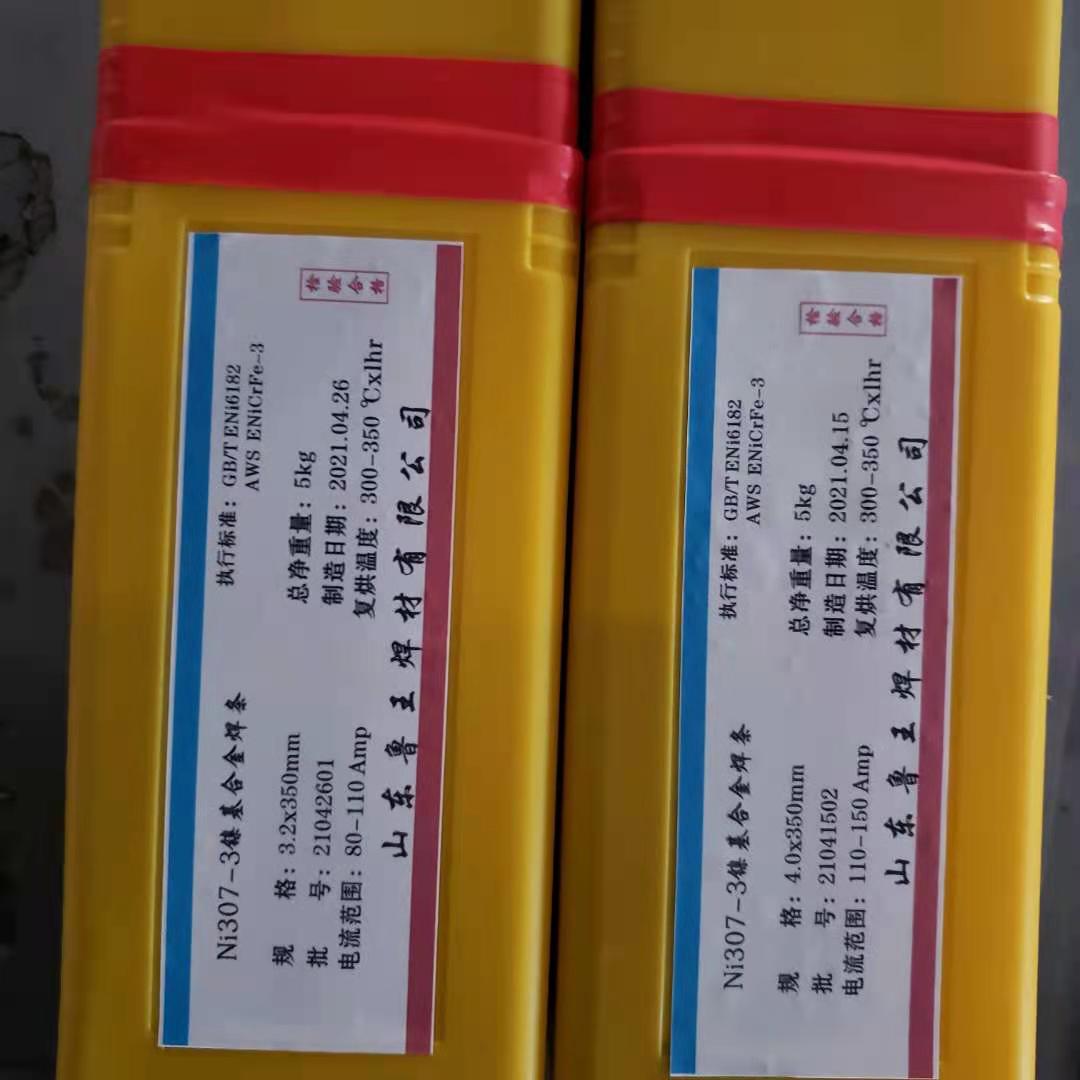 检验合格
Ni307-3镍基合金焊条
执行标准：GB/T ENi6182
AWS ENiCrFe-3
规 格：3.2x350mm
总净重量：5kg
批 号：21042601
制造日期：2021.04.26
电流范围：80-110 Amp
复烘温度：300-350 ℃xlhr
山东鲁王焊材有限公司
检验合格
Ni307-3镍基合金焊条
执行标准：GB/T ENi6182
AWS ENiCrFe-3
规 格：4.0x350mm
总净重量：5kg
批 号：21041502
制造日期：2021.04.15
电流范围：110-150 Amp
复烘温度：300-350 ℃xlhr
山东鲁王焊材有限公司